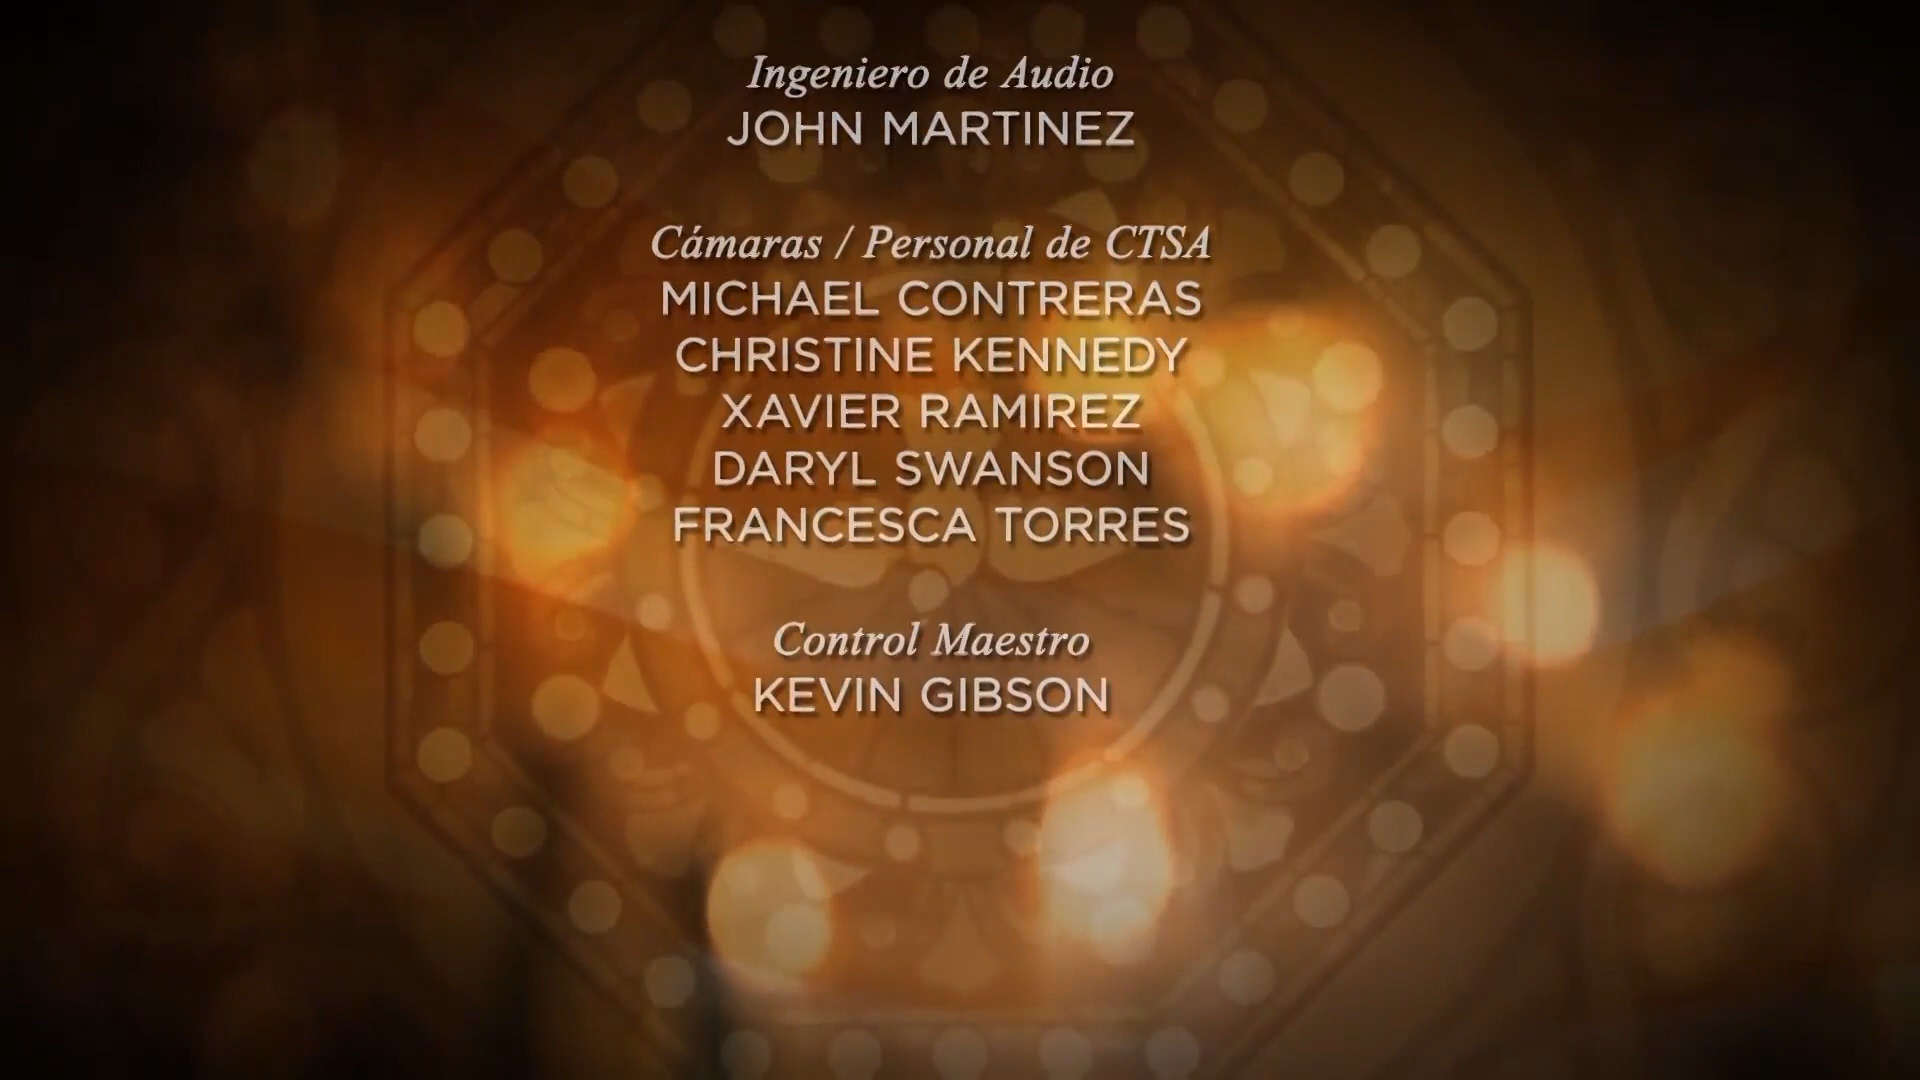 Ingeniero de Audio
JOHN MARTINEZ
Cámaras / Personal de CTSA
MICHAEL CONTRERAS
CHRISTINE KENNEDY
XAVIER RAMIREZ
DARYL SWANSON
FRANCESCA TORRES
Control Maestro
KEVIN GIBSON